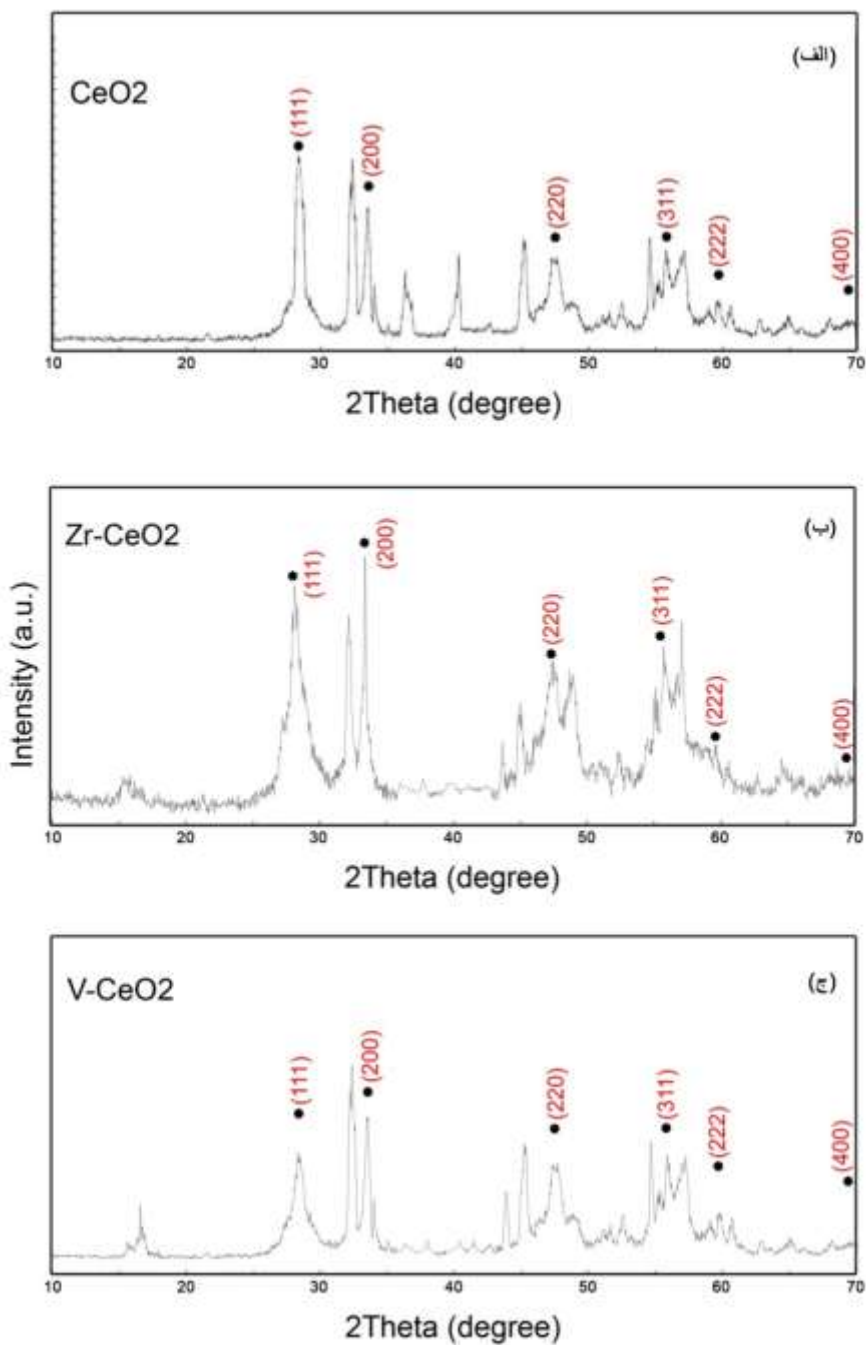 (الف)
CeO2
(111)
(200)
(220)
(311)
(222)
(400)
10 20 30 40 50 60 70
2Theta (degree)
(ب)
Zr-CeO2
(111)
(200)
(220)
(311)
(222)
(400)
Intensity (a.u.)
10 20 30 40 50 60 70
2Theta (degree)
(ج)
V-CeO2
(111)
(200)
(220)
(311)
(222)
(400)
10 20 30 40 50 60 70
2Theta (degree)